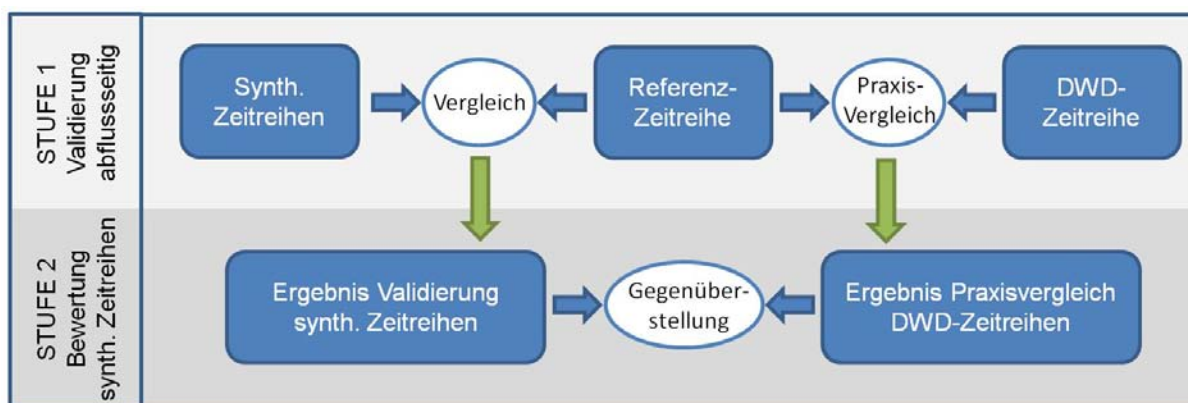 STUFE 1
Validierung
abflussseitig
Synth.
Zeitreihen
Vergleich
Referenz-
Zeitreihe
Praxis-
Vergleich
DWD-
Zeitreihe
STUFE 2
Bewertung
synth. Zeitreihen
Ergebnis Validierung
synth. Zeitreihen
Gegenüber-
stellung
Ergebnis Praxisvergleich
DWD-Zeitreihen